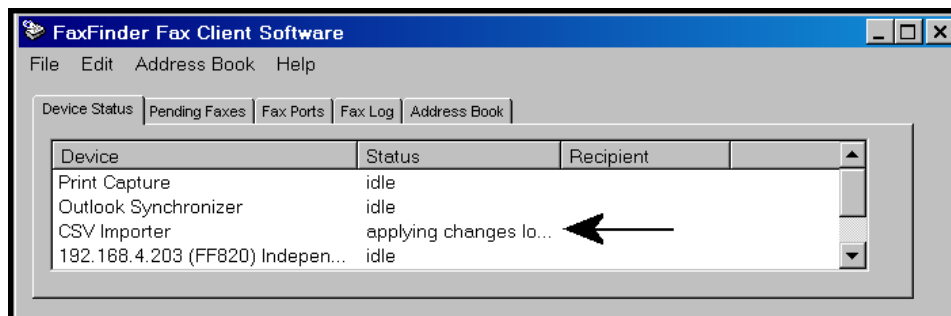 FaxFinder Fax Client Software
File Edit Address Book Help
Device Status Pending Faxes Fax Ports Fax Log Address Book
Device Status Recipient
Print Capture idle
Outlook Synchronizer idle
CSV Importer applying changes lo...
192.168.4.203 (FF820) Indepen... idle